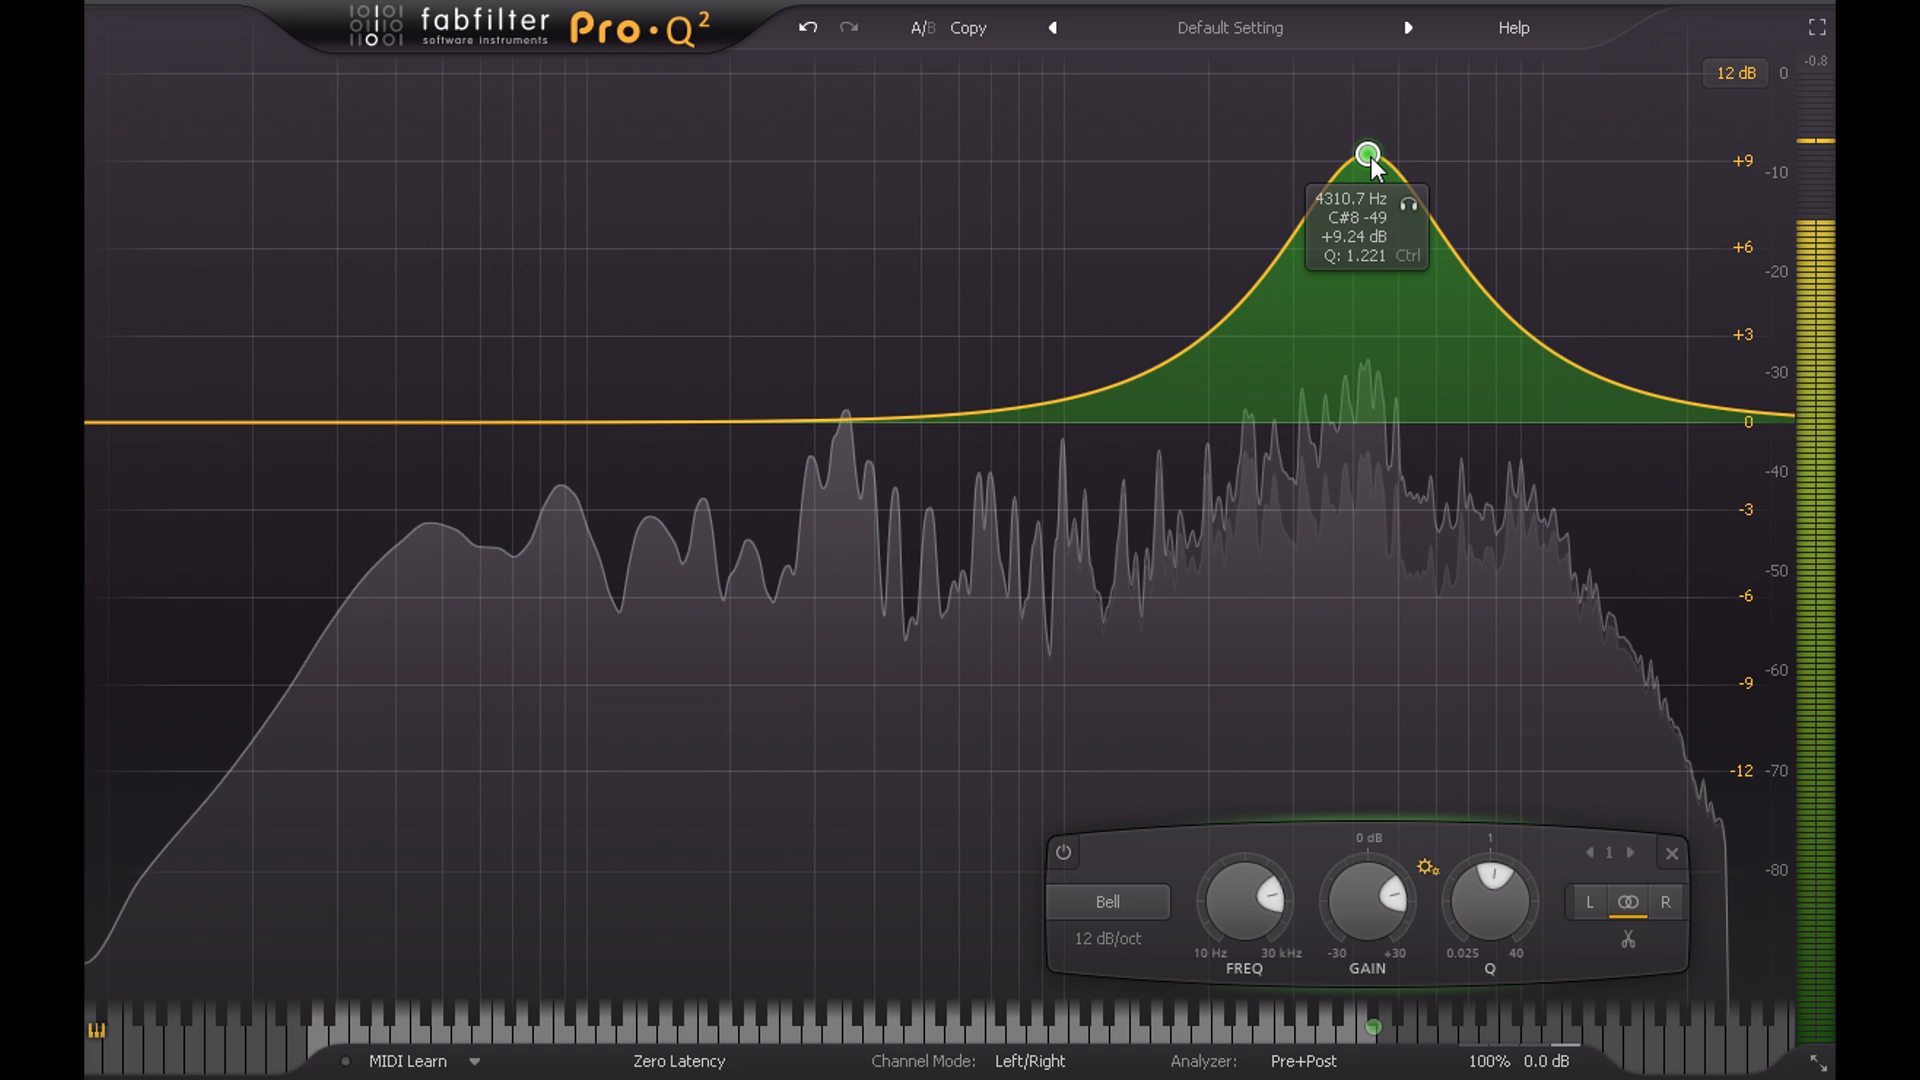 fabfilter
software instruments
Pro·Q²
A/B Copy
Default Setting
Help
-0.8
12 dB
0
+9
-10
+6
-20
+3
-30
0
-40
-3
-50
-6
-60
-9
-12
-70
-80
4310.7 Hz
C#8 -49
+9.24 dB
Q: 1.221 Ctrl
0 dB
1
1
Bell
12 dB/oct
L
R
10 Hz
30 kHz
FREQ
-30
+30
GAIN
0.025
40
Q
MIDI Learn
Zero Latency
Channel Mode: Left/Right
Analyzer: Pre+Post
100%
0.0 dB